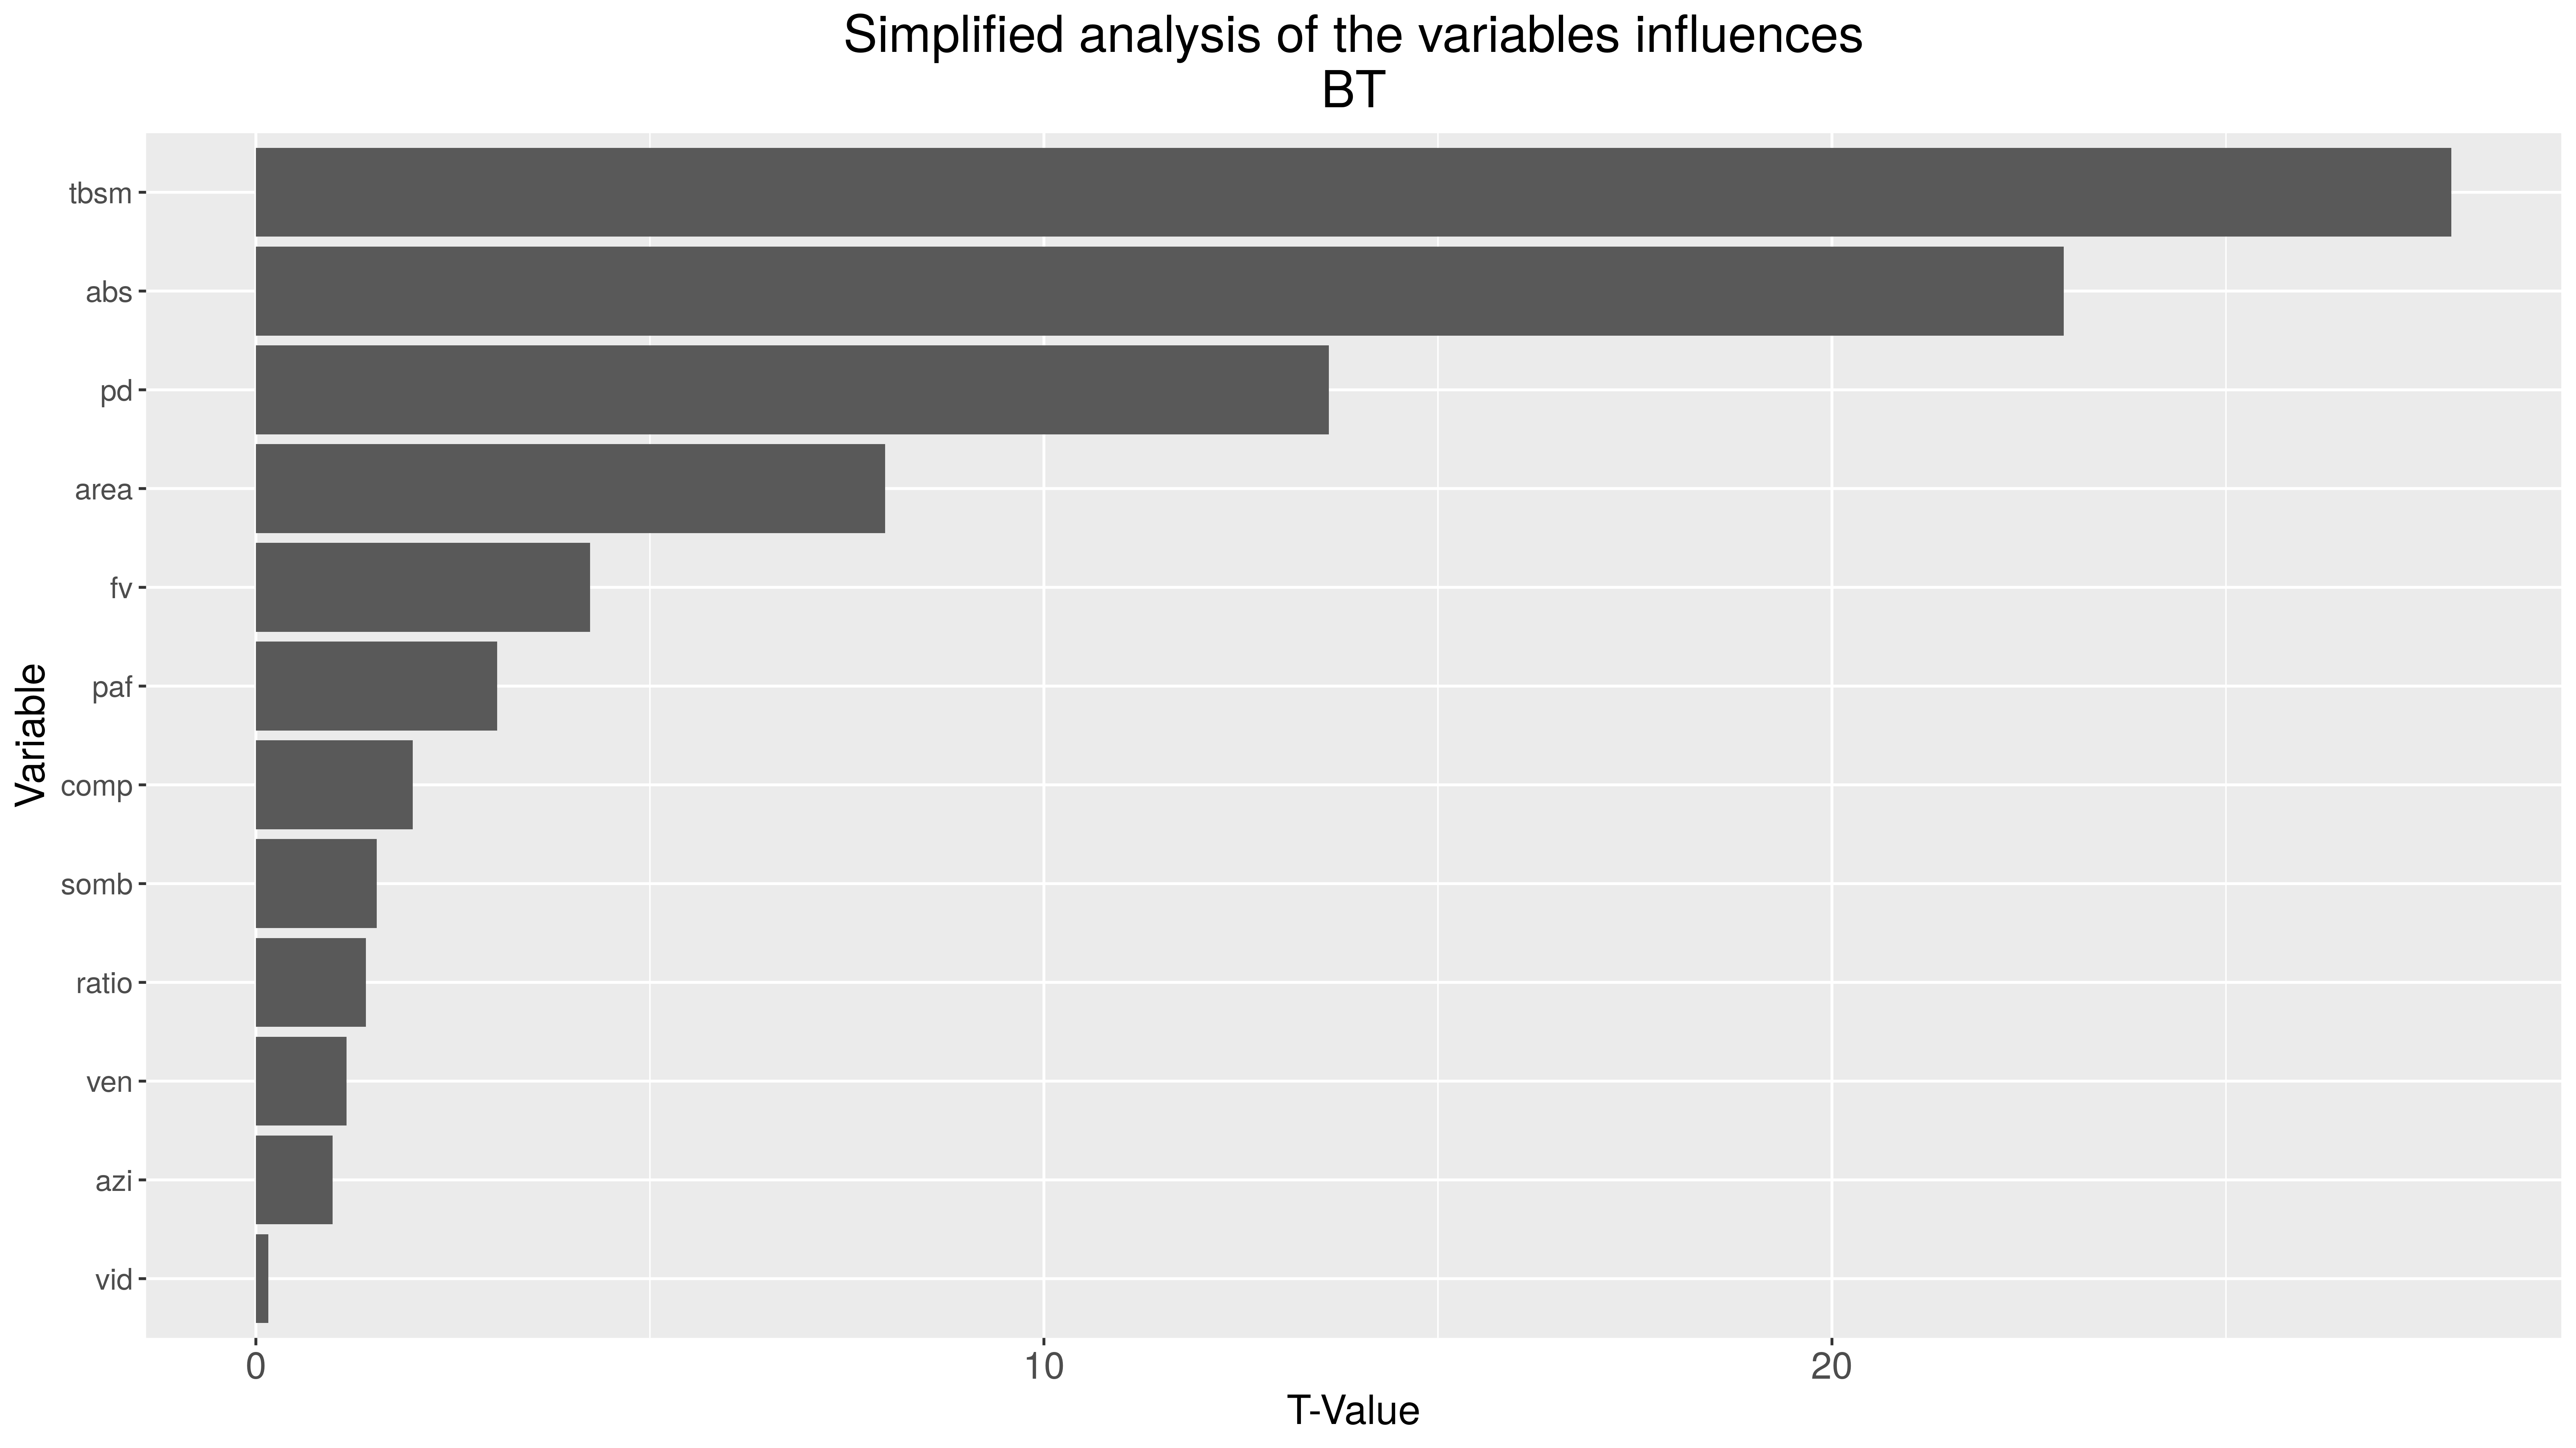 Simplified analysis of the variables influences
BT
tbsm
abs
pd
area
fv
paf
comp
somb
ratio
ven
azi
vid
Variable
0 10 20
T-Value